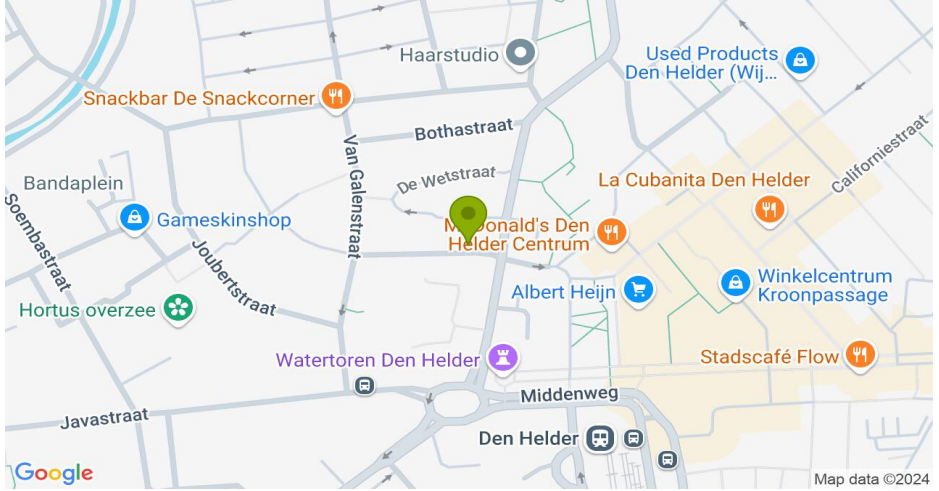 Haarstudio
Used Products
Den Helder (Wij...
Snackbar De Snackcorner
Bothastraat
Van Galenstraat
Californiestraat
De Wetstraat
La Cubanita Den Helder
Bandaplein
Gameskinshop
McDonald's Den
Helder Centrum
Soembastraat
Joubertstraat
Albert Heijn
Winkelcentrum
Kroonpassage
Hortus overzee
Watertoren Den Helder
Stadscafé Flow
Middenweg
Javastraat
Den Helder
Google
Map data ©2024